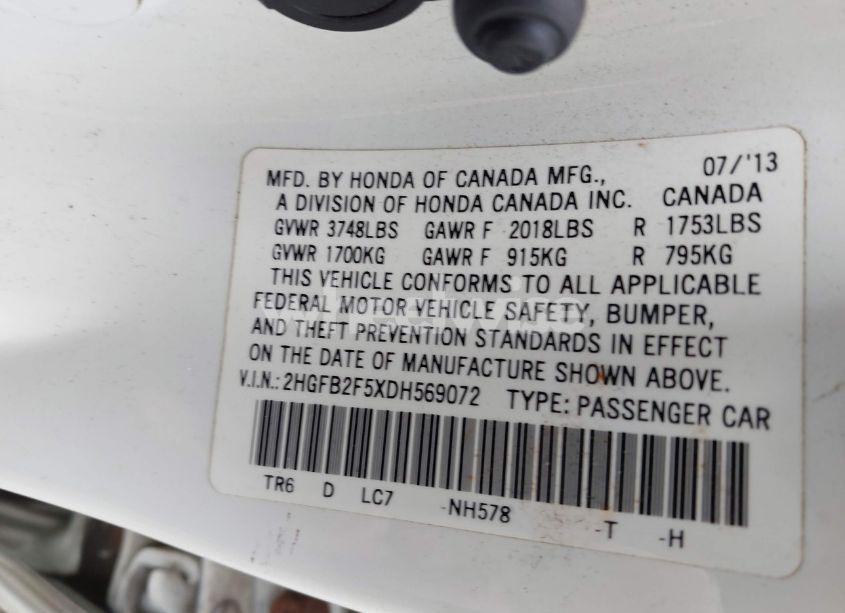 07/'13
MFD. BY HONDA OF CANADA MFG.,
A DIVISION OF HONDA CANADA INC. CANADA
GVWR 3748LBS GAWR F 2018LBS R 1753LBS
GVWR 1700KG GAWR F 915KG R 795KG
THIS VEHICLE CONFORMS TO ALL APPLICABLE
FEDERAL MOTOR VEHICLE SAFETY, BUMPER,
AND THEFT PREVENTION STANDARDS IN EFFECT
ON THE DATE OF MANUFACTURE SHOWN ABOVE.
V.I.N.: 2HGFB2F5XDH569072 TYPE: PASSENGER CAR
TR6 D LC7 -NH578 -T -H